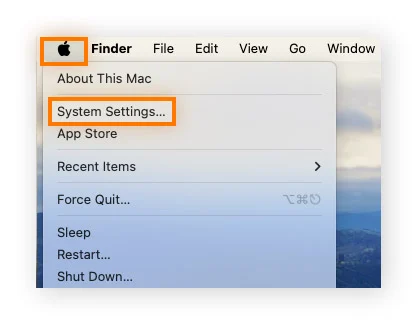 Finder File Edit View Go Window
About This Mac
System Settings...
App Store
Recent Items
Force Quit... ⌥⌘⎋
Sleep
Restart...
Shut Down...